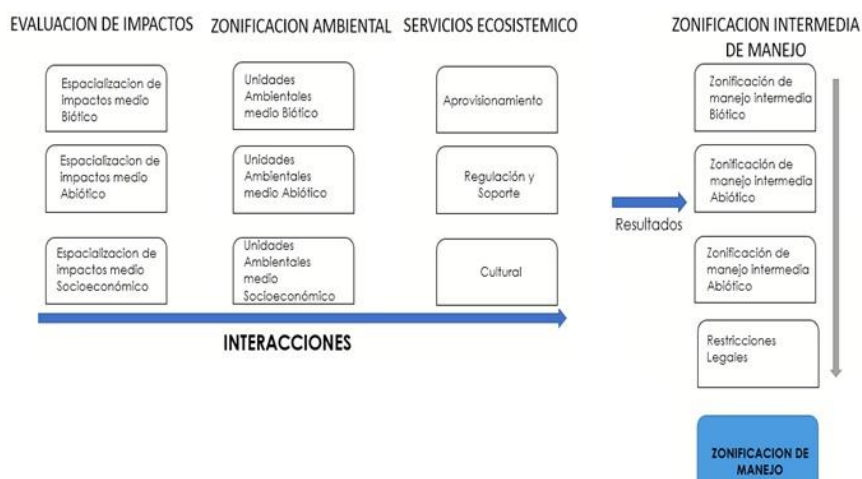 EVALUACION DE IMPACTOS
ZONIFICACION AMBIENTAL
SERVICIOS ECOSISTEMICO
ZONIFICACION INTERMEDIA
DE MANEJO
Espacialización de
impactos medio
Biótico
Unidades
Ambientales
medio Biótico
Aprovisionamiento
Zonificación de
manejo intermedia
Biótico
Espacialización de
impactos medio
Abiótico
Unidades
Ambientales
medio Abiótico
Regulación y
Soporte
Resultados
Zonificación de
manejo intermedia
Abiótico
Espacialización de
impactos medio
Socioeconómico
Unidades
Ambientales
medio
Socioeconómico
Cultural
Zonificación de
manejo intermedia
Abiótico
INTERACCIONES
Restricciones
Legales
ZONIFICACION DE
MANEJO